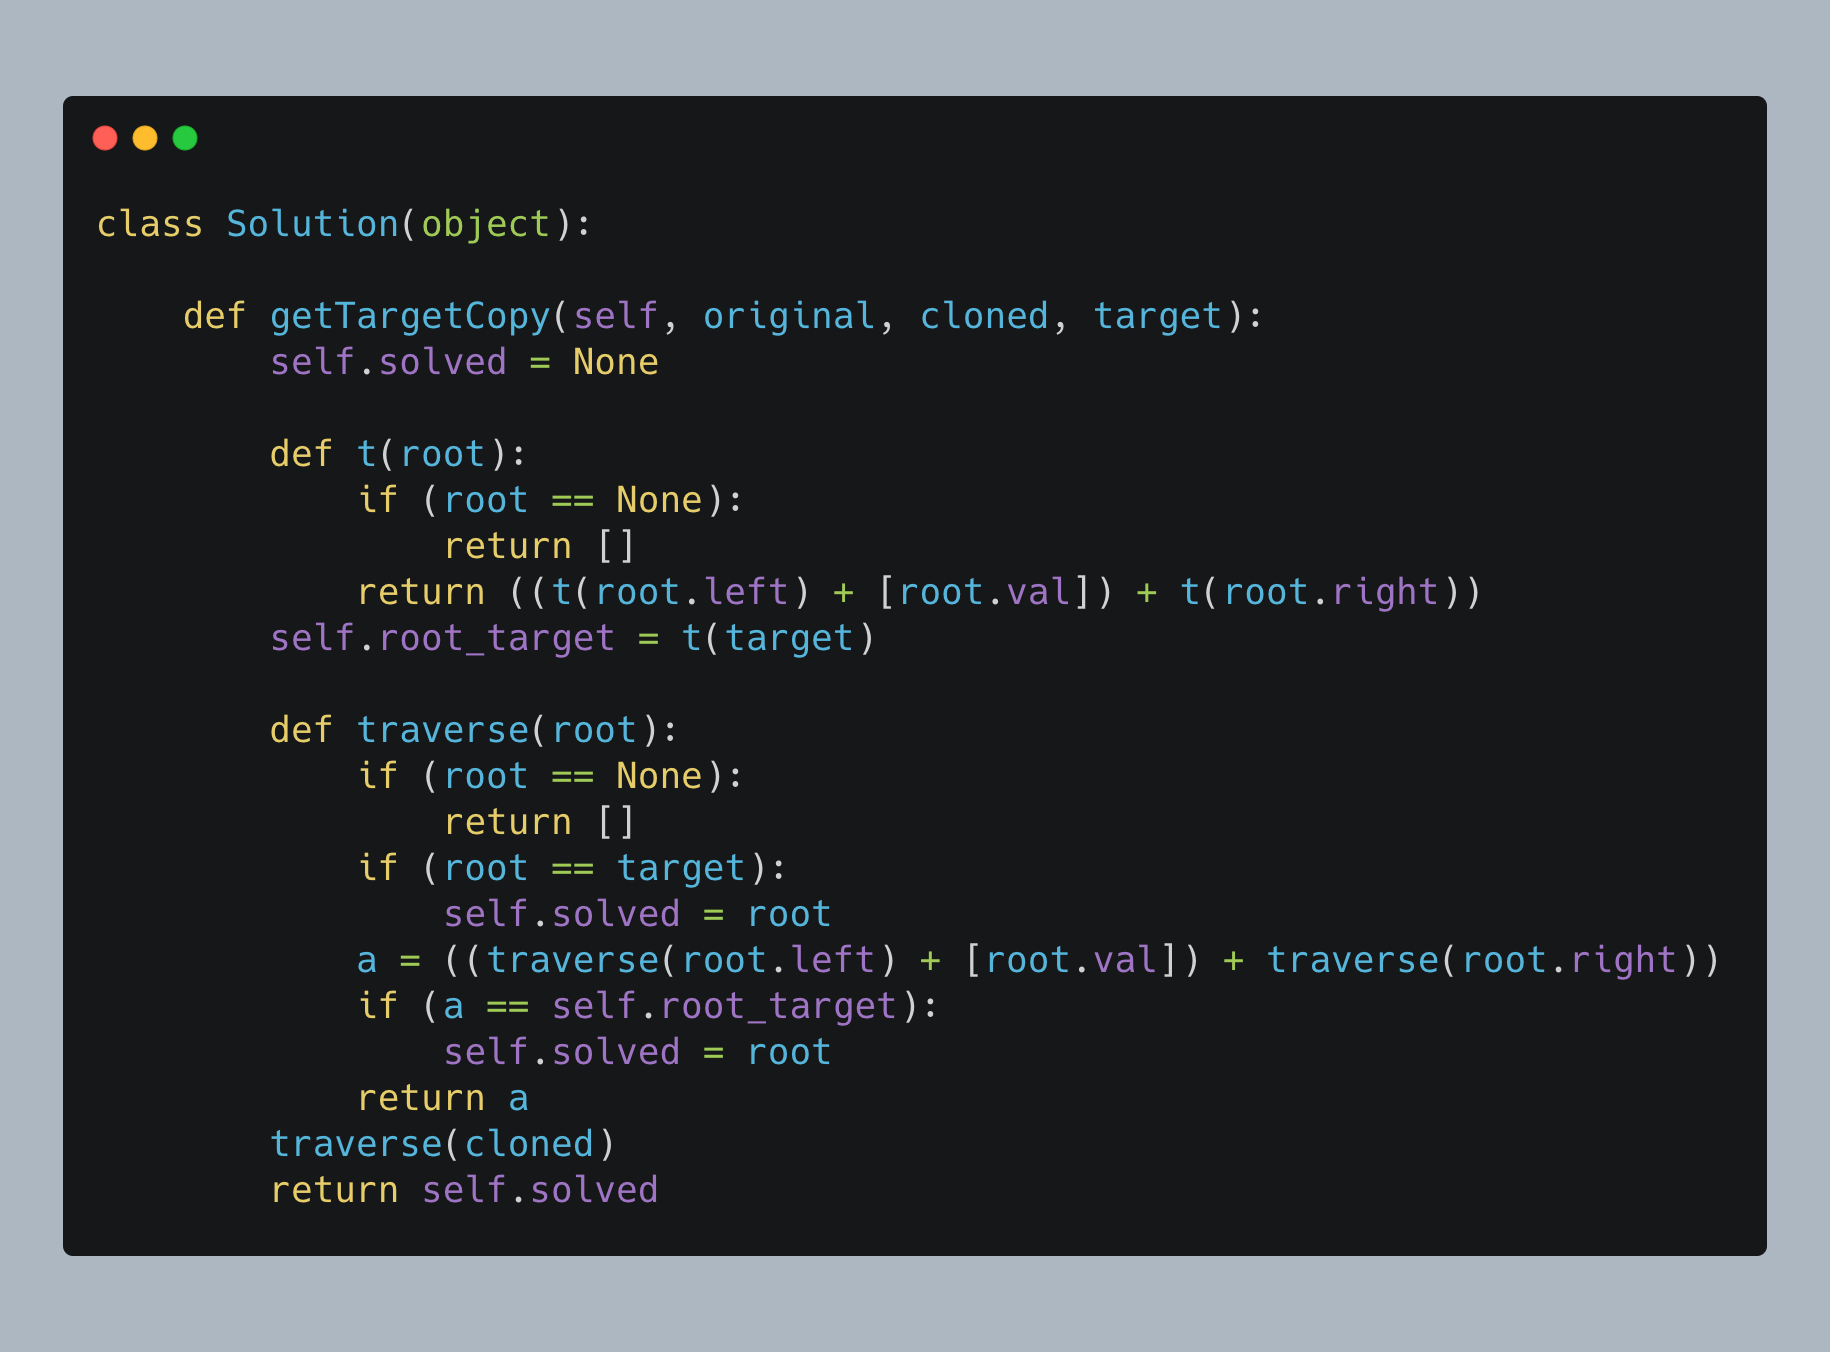 class Solution(object):

    def getTargetCopy(self, original, cloned, target):
        self.solved = None

        def t(root):
            if (root == None):
                return []
            return ((t(root.left) + [root.val]) + t(root.right))
        self.root_target = t(target)

        def traverse(root):
            if (root == None):
                return []
            if (root == target):
                self.solved = root
            a = ((traverse(root.left) + [root.val]) + traverse(root.right))
            if (a == self.root_target):
                self.solved = root
            return a
        traverse(cloned)
        return self.solved